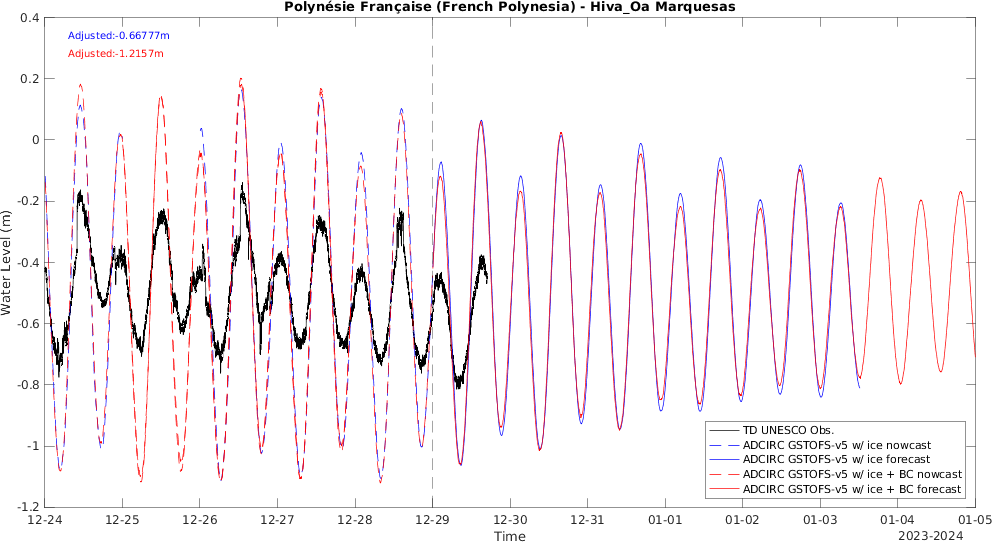 Polynésie Française (French Polynesia) - Hiva_Oa Marquesas
Adjusted:-0.66777m
Adjusted:-1.2157m
0.4
0.2
0
-0.2
-0.4
-0.6
-0.8
-1
-1.2
Water Level (m)
TD UNESCO Obs.
ADCIRC GSTOFS-v5 w/ ice nowcast
ADCIRC GSTOFS-v5 w/ ice forecast
ADCIRC GSTOFS-v5 w/ ice + BC nowcast
ADCIRC GSTOFS-v5 w/ ice + BC forecast
12-24 12-25 12-26 12-27 12-28 12-29 12-30 12-31 01-01 01-02 01-03 01-04 01-05
Time
2023-2024